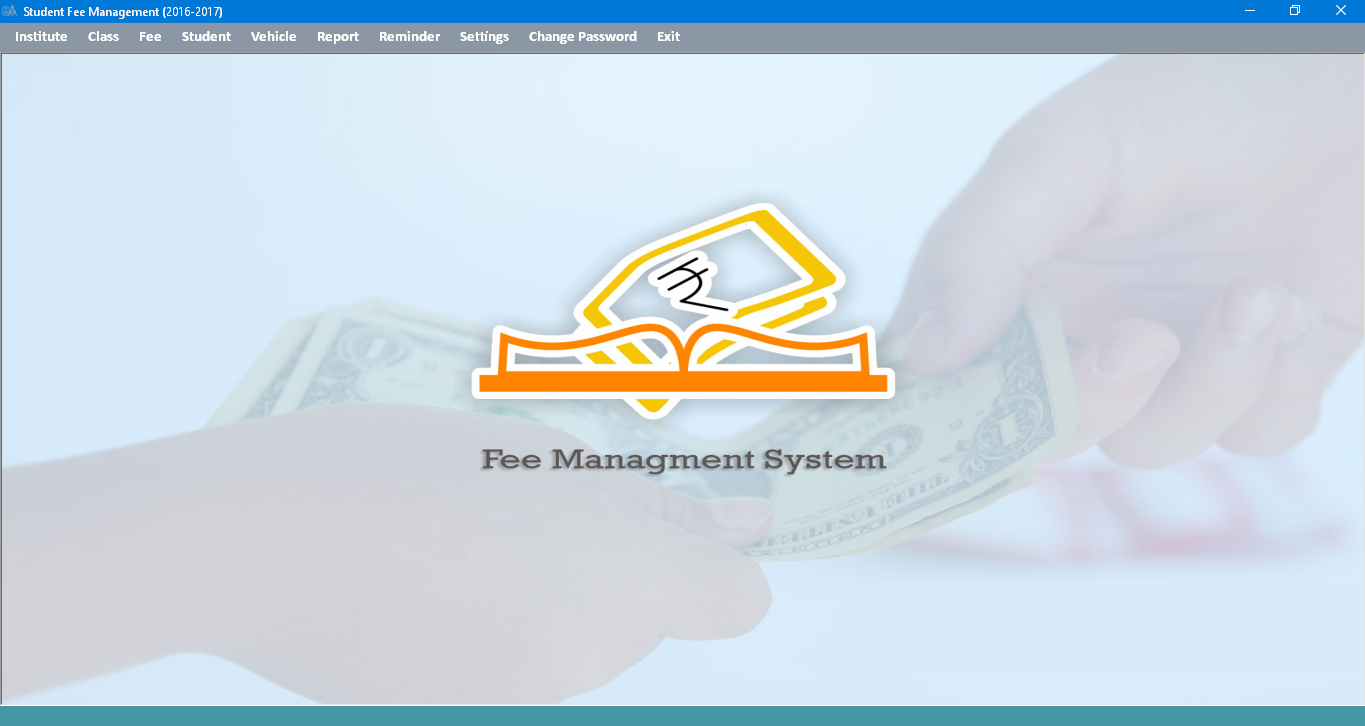 Student Fee Management (2016-2017)
Institute Class Fee Student Vehicle Report Reminder Settings Change Password Exit
Fee Managment System